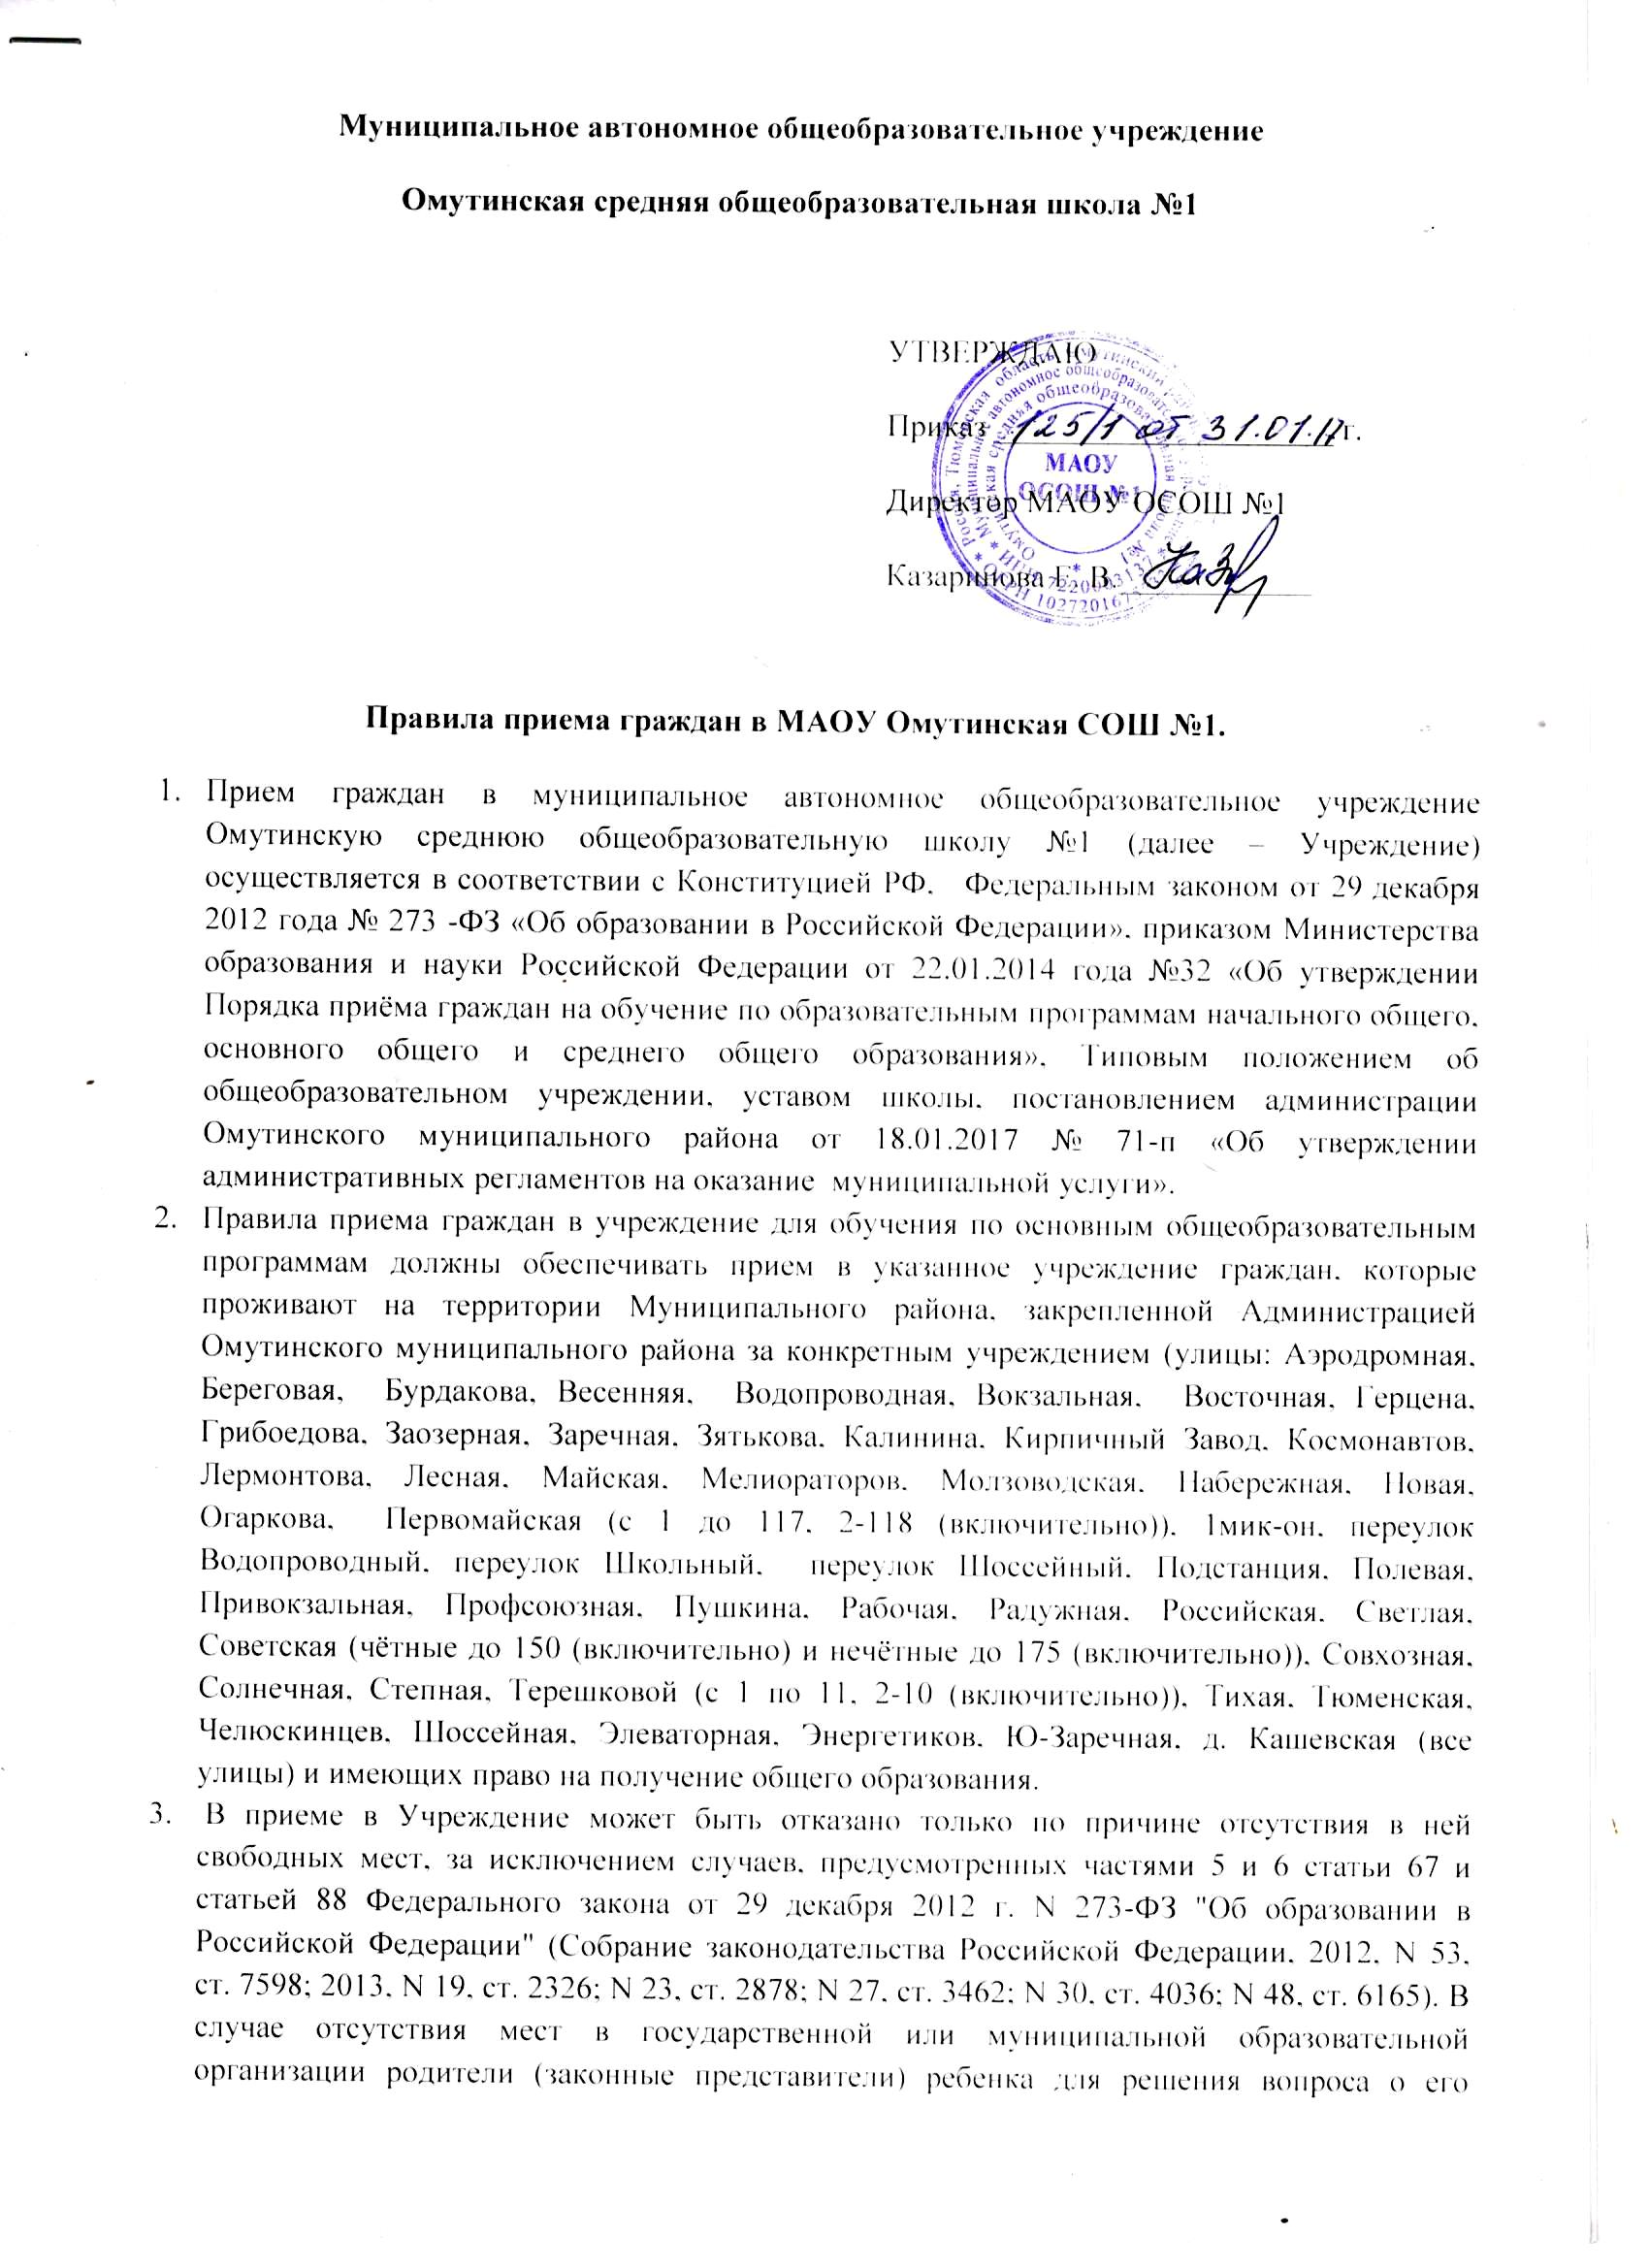 Муниципальное автономное общеобразовательное учреждение
Омутинская средняя общеобразовательная школа №1
УТВЕРЖДАЮ
Приказ 125/1 от 31.01.17г.
Директор МАОУ ОСОШ №1
Казаринова Е. В.
МАОУ
ОСОШ №1
Правила приема граждан в МАОУ Омутинская СОШ №1.
1. Прием граждан в муниципальное автономное общеобразовательное учреждение
Омутинскую среднюю общеобразовательную школу №1 (далее – Учреждение)
осуществляется в соответствии с Конституцией РФ, Федеральным законом от 29 декабря
2012 года № 273 -ФЗ «Об образовании в Российской Федерации», приказом Министерства
образования и науки Российской Федерации от 22.01.2014 года №32 «Об утверждении
Порядка приёма граждан на обучение по образовательным программам начального общего,
основного общего и среднего общего образования», Типовым положением об
общеобразовательном учреждении, уставом школы, постановлением администрации
Омутинского муниципального района от 18.01.2017 № 71-п «Об утверждении
административных регламентов на оказание муниципальной услуги».
2. Правила приема граждан в учреждение для обучения по основным общеобразовательным
программам должны обеспечивать прием в указанное учреждение граждан, которые
проживают на территории Муниципального района, закрепленной Администрацией
Омутинского муниципального района за конкретным учреждением (улицы: Аэродромная,
Береговая, Бурдакова, Весенняя, Водопроводная, Вокзальная, Восточная, Герцена,
Грибоедова, Заозерная, Заречная, Зятькова, Калинина, Кирпичный Завод, Космонавтов,
Лермонтова, Лесная, Майская, Мелиораторов, Молзоводская, Набережная, Новая,
Огаркова, Первомайская (с 1 до 117, 2-118 (включительно)), 1мик-он, переулок
Водопроводный, переулок Школьный, переулок Шоссейный, Подстанция, Полевая,
Привокзальная, Профсоюзная, Пушкина, Рабочая, Радужная, Российская, Светлая,
Советская (чётные до 150 (включительно) и нечётные до 175 (включительно)), Совхозная,
Солнечная, Степная, Терешковой (с 1 по 11, 2-10 (включительно)), Тихая, Тюменская,
Челюскинцев, Шоссейная, Элеваторная, Энергетиков, Ю-Заречная, д. Кашевская (все
улицы) и имеющих право на получение общего образования.
3. В приеме в Учреждение может быть отказано только по причине отсутствия в ней
свободных мест, за исключением случаев, предусмотренных частями 5 и 6 статьи 67 и
статьей 88 Федерального закона от 29 декабря 2012 г. N 273-ФЗ "Об образовании в
Российской Федерации" (Собрание законодательства Российской Федерации, 2012, N 53,
ст. 7598; 2013, N 19, ст. 2326; N 23, ст. 2878; N 27, ст. 3462; N 30, ст. 4036; N 48, ст. 6165). В
случае отсутствия мест в государственной или муниципальной образовательной
организации родители (законные представители) ребенка для решения вопроса о его